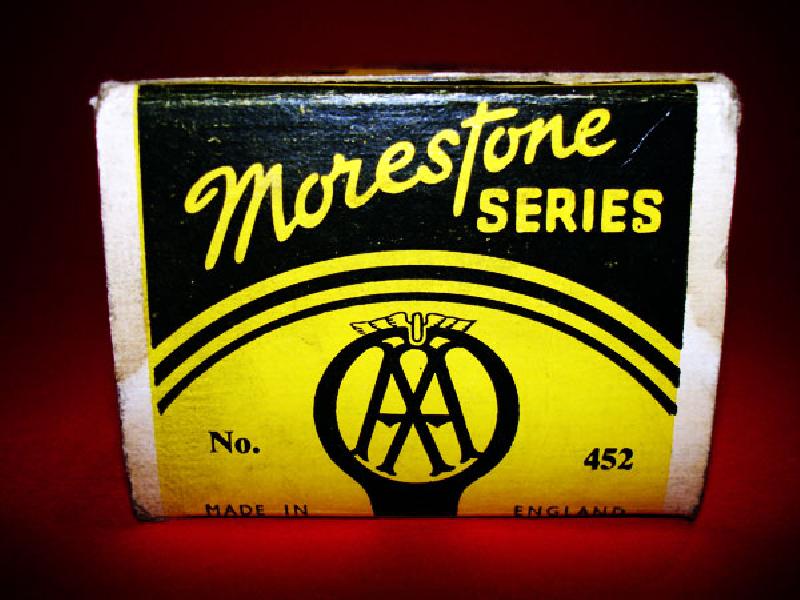 Morestone
SERIES
AA
No. 452
MADE IN ENGLAND